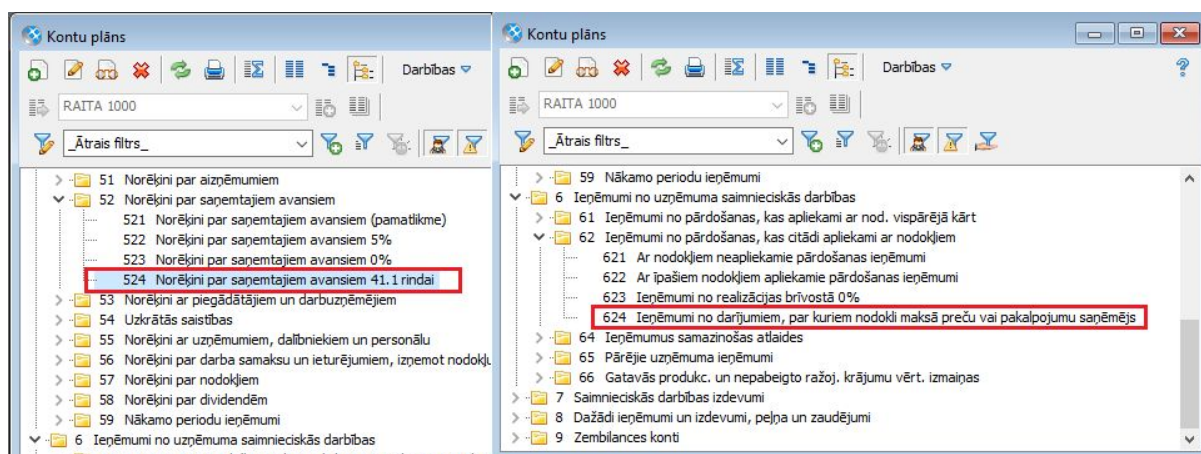 Kontu plāns
Darbības
RAITA 1000
_Ātrais filtrs_
51 Norēķini par aizņēmumiem
52 Norēķini par saņemtajiem avansiem
521 Norēķini par saņemtajiem avansiem (pamatlikme)
522 Norēķini par saņemtajiem avansiem 5%
523 Norēķini par saņemtajiem avansiem 0%
524 Norēķini par saņemtajiem avansiem 41.1 rindai
53 Norēķini ar piegādātājiem un darbuzņēmējiem
54 Uzkrātās saistības
55 Norēķini ar uzņēmumiem, dalībniekiem un personālu
56 Norēķini par darba samaksu un ieturējumiem, izņemot nodokļu
57 Norēķini par nodokļiem
58 Norēķini par dividendēm
59 Nākamo periodu ieņēmumi
6 Ieņēmumi no uzņēmuma saimnieciskās darbības
Kontu plāns
Darbības
RAITA 1000
_Ātrais filtrs_
59 Nākamo periodu ieņēmumi
6 Ieņēmumi no uzņēmuma saimnieciskās darbības
61 Ieņēmumi no pārdošanas, kas apliekami ar nod. vispārējā kārt
62 Ieņēmumi no pārdošanas, kas citādi apliekami ar nodokļiem
621 Ar nodokļiem neapliekamie pārdošanas ieņēmumi
622 Ar īpašiem nodokļiem apliekamie pārdošanas ieņēmumi
623 Ieņēmumi no realizācijas brīvostā 0%
624 Ieņēmumi no darījumiem, par kuriem nodokli maksā preču vai pakalpojumu saņēmējs
64 Ieņēmumus samazinošas atlaides
65 Pārējie uzņēmuma ieņēmumi
66 Gatavās produkc. un nepabeigto ražoj. krājumu vērt. izmaiņas
7 Saimnieciskās darbības izdevumi
8 Dažādi ieņēmumi un izdevumi, peļņa un zaudējumi
9 Zembilances konti